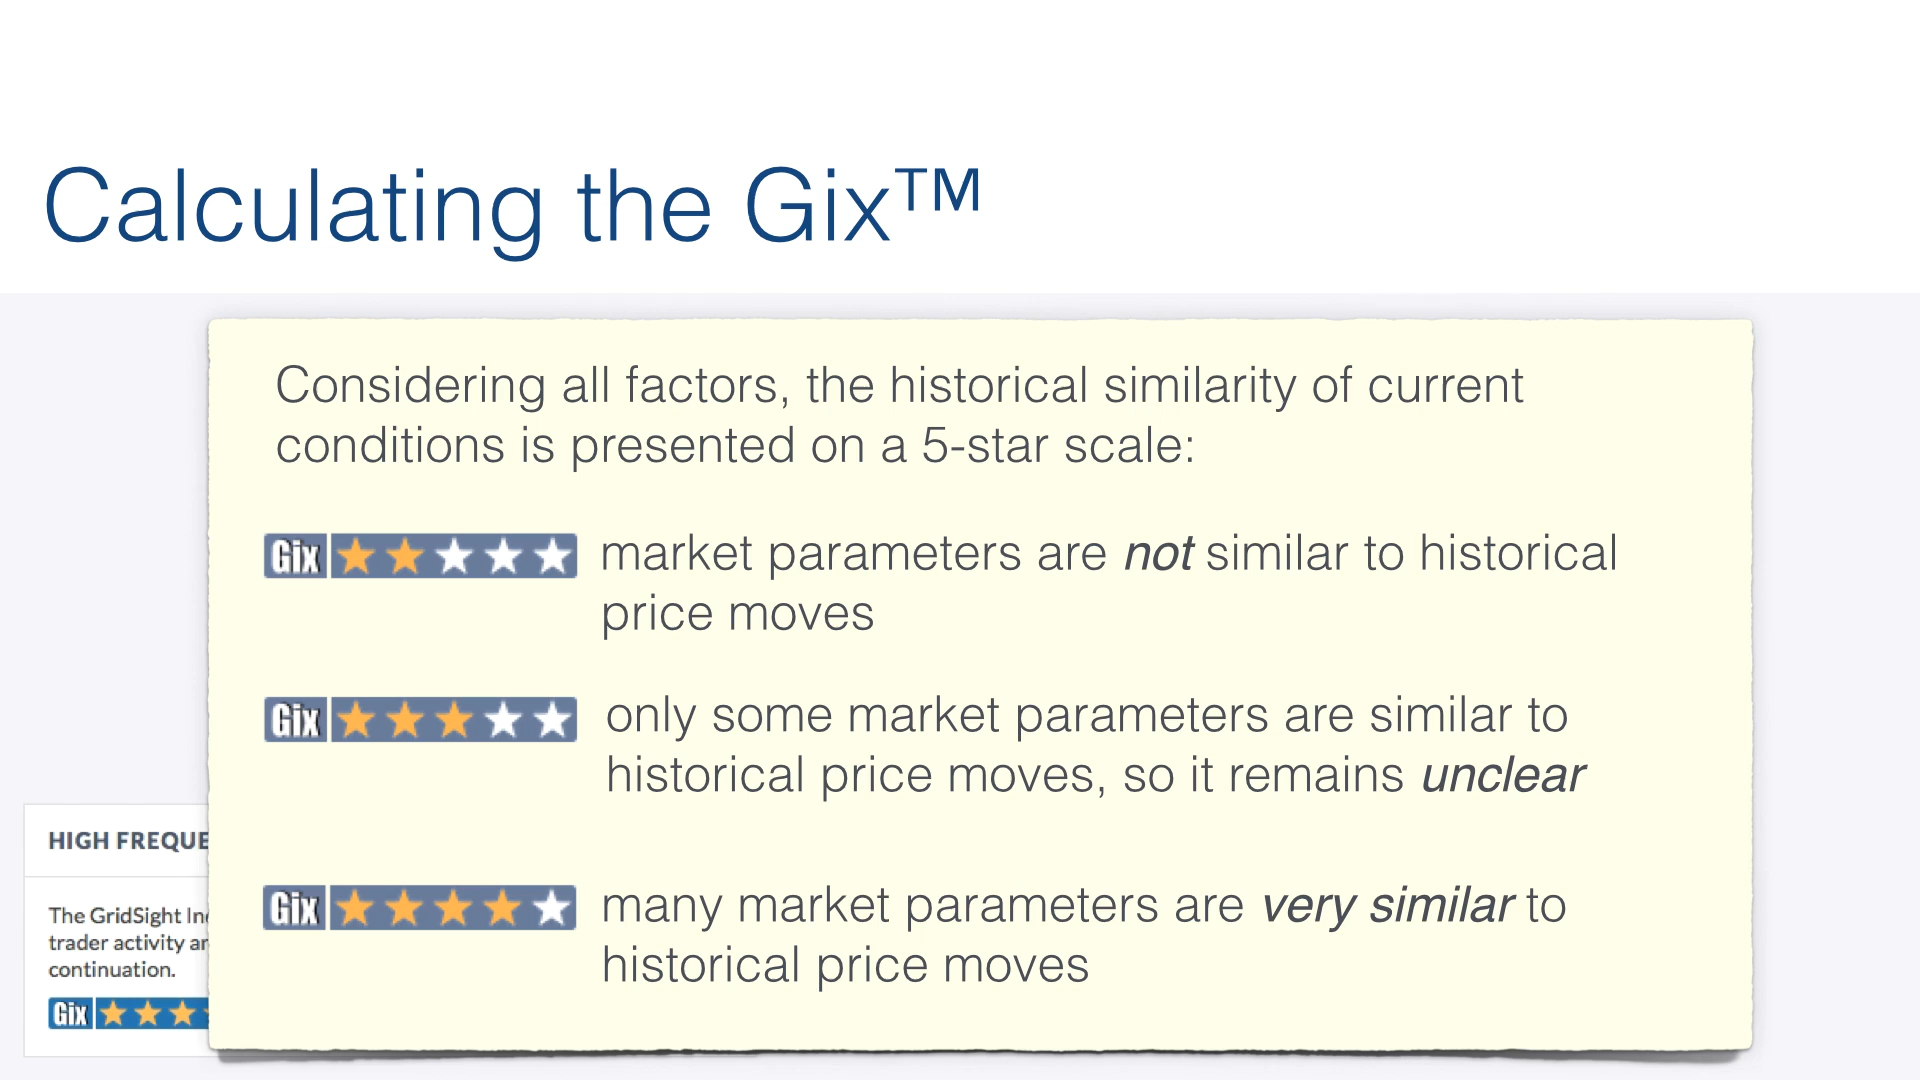 Calculating the Gix™
Considering all factors, the historical similarity of current
conditions is presented on a 5-star scale:
Gix market parameters are not similar to historical
price moves
Gix only some market parameters are similar to
historical price moves, so it remains unclear
Gix many market parameters are very similar to
historical price moves
HIGH
The GridSight
trader activity
continuation.
Gix